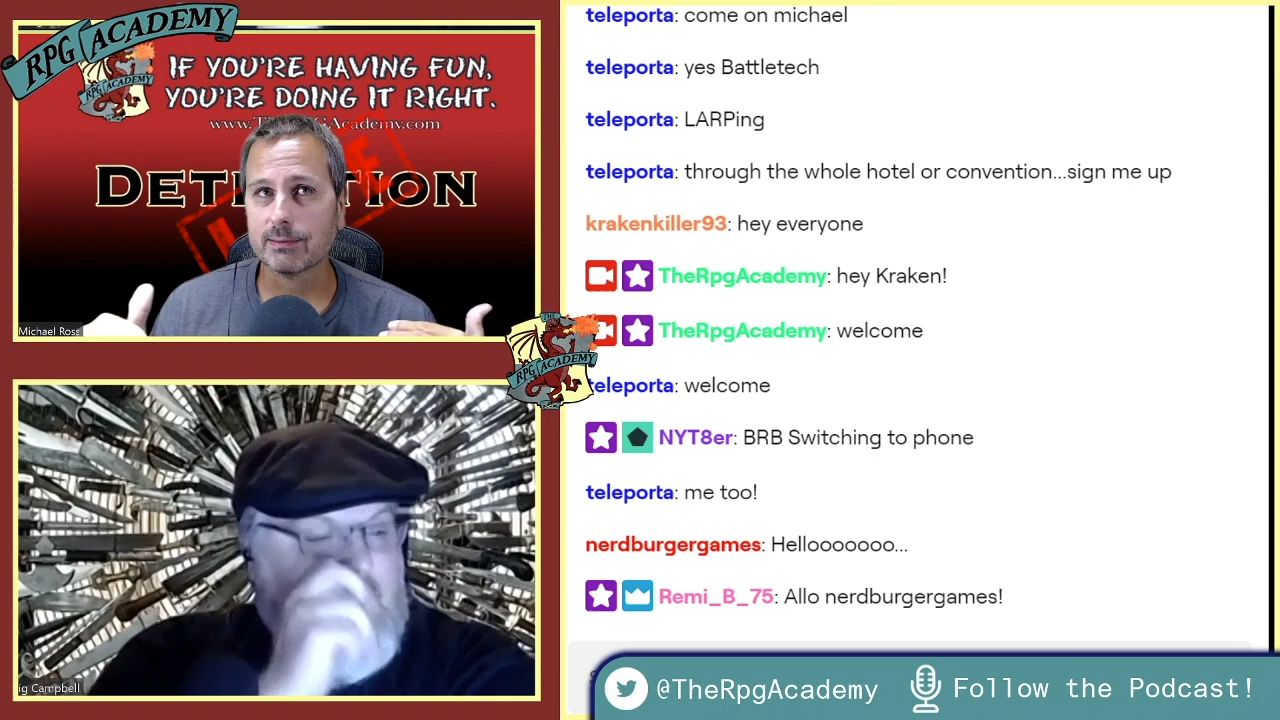 RPG ACADEMY
IF YOU'RE HAVING FUN,
YOU'RE DOING IT RIGHT.
Michael Ross
ig Campbell
RPG ACADEMY
teleporta: come on michael
teleporta: yes Battletech
teleporta: LARPing
teleporta: through the whole hotel or convention...sign me up
krakenkiller93: hey everyone
TheRpgAcademy: hey Kraken!
TheRpgAcademy: welcome
teleporta: welcome
NYT8er: BRB Switching to phone
teleporta: me too!
nerdburgergames: Hellooooooo...
Remi_B_75: Allo nerdburgergames!
@TheRpgAcademy
Follow the Podcast!